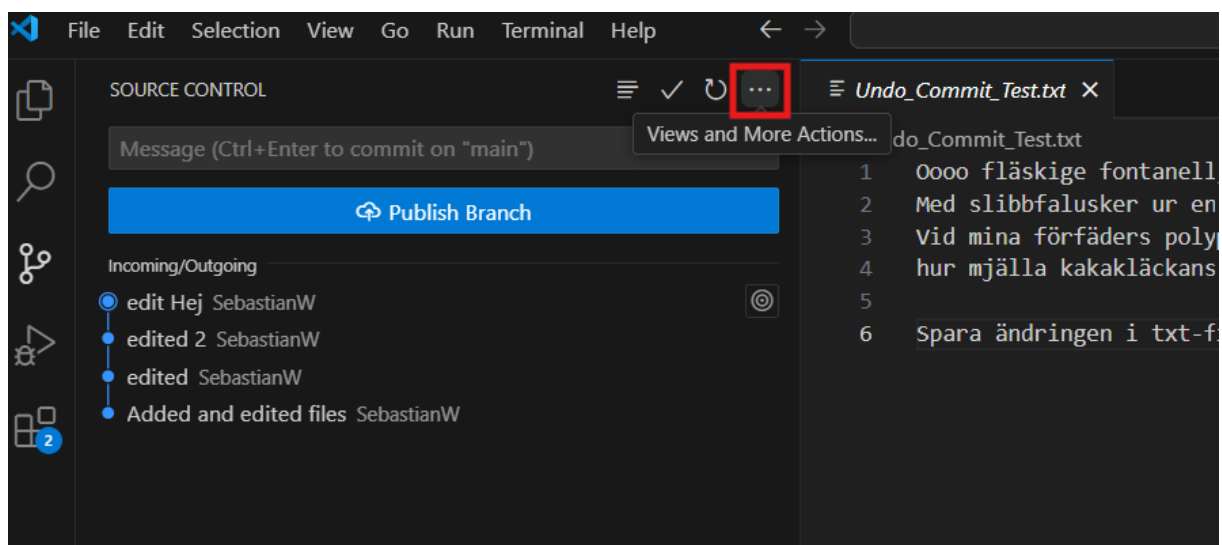 File Edit Selection View Go Run Terminal Help
SOURCE CONTROL
Message (Ctrl+Enter to commit on "main")
Publish Branch
Incoming/Outgoing
edit Hej SebastianW
edited 2 SebastianW
edited SebastianW
Added and edited files SebastianW
2
Views and More Actions...
Undo_Commit_Test.txt
do_Commit_Test.txt
1 Oooo fläskige fontanell,
2 Med slibbfalusker ur en
3 Vid mina förfäders poly
4 hur mjälla kakakläckans
5
6 Spara ändringen i txt-f